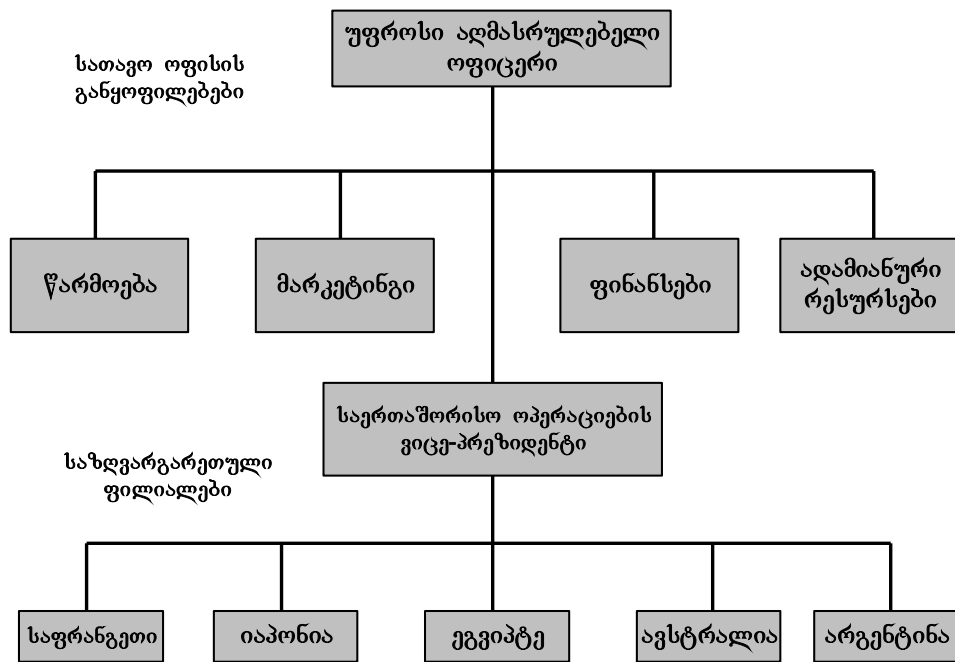 უფროსი აღმასრულებელი
ოფიცერი
სათავო ოფისის
განყოფილებები
წარმოება
მარკეტინგი
ფინანსები
ადამიანური
რესურსები
საერთაშორისო ოპერაციების
ვიცე-პრეზიდენტი
საზღვარგარეთული
ფილიალები
საფრანგეთი
იაპონია
ეგვიპტე
ავსტრალია
არგენტინა